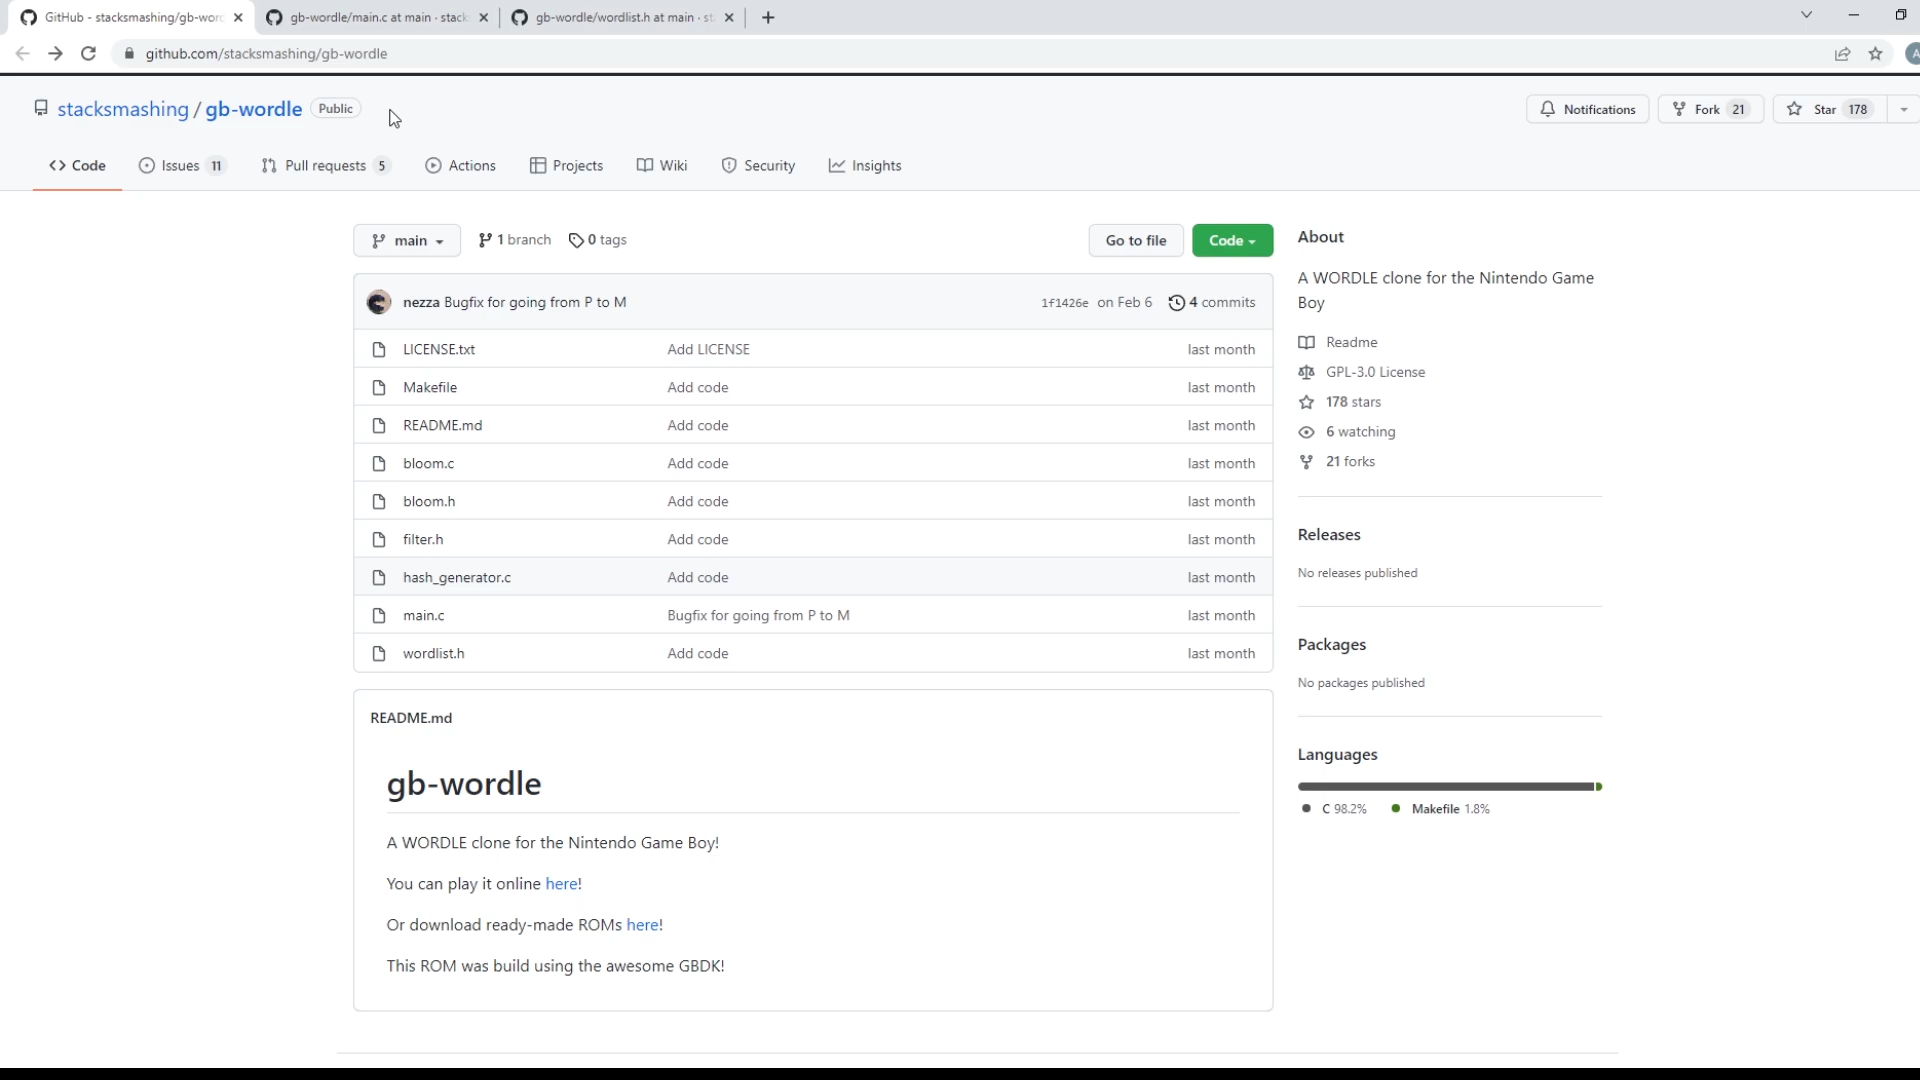 GitHub - stacksmashing/gb-word
gb-wordle/main.c at main · stack
gb-wordle/wordlist.h at main · st
github.com/stacksmashing/gb-wordle
A
stacksmashing / gb-wordle Public
Notifications
Fork 21
Star 178
Code
Issues 11
Pull requests 5
Actions
Projects
Wiki
Security
Insights
main
1 branch
0 tags
Go to file
Code
nezza Bugfix for going from P to M 1f1426e on Feb 6 4 commits
LICENSE.txt Add LICENSE last month
Makefile Add code last month
README.md Add code last month
bloom.c Add code last month
bloom.h Add code last month
filter.h Add code last month
hash_generator.c Add code last month
main.c Bugfix for going from P to M last month
wordlist.h Add code last month
README.md
gb-wordle
A WORDLE clone for the Nintendo Game Boy!
You can play it online here!
Or download ready-made ROMs here!
This ROM was build using the awesome GBDK!
About
A WORDLE clone for the Nintendo Game
Boy
Readme
GPL-3.0 License
178 stars
6 watching
21 forks
Releases
No releases published
Packages
No packages published
Languages
C 98.2%
Makefile 1.8%